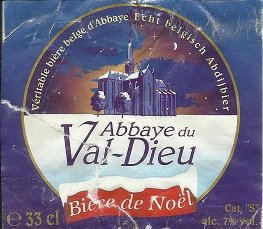 Véritable bière belge d'Abbaye Echt belgisch Abdijbier
Abbaye du
Val-Dieu
Bière de Noël
e 33 cl
Cat. "S"
alc. 7% vol.